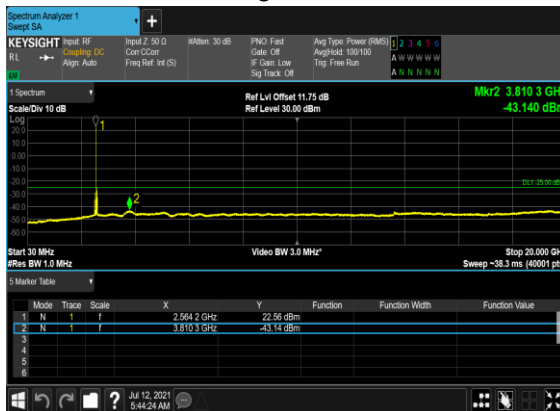 Spectrum Analyzer 1
Swept SA
KEYSIGHT Input: RF Input Z: 50 Ω #Atten: 30 dB PNO: Fast Avg Type: Power (RMS) 1 2 3 4 5 6
RL Coupling: DC Corr CCorr Gate: Off Avg|Hold: 100/100 A W W W W W
Align: Auto Freq Ref: Int (S) IF Gain: Low Trig: Free Run
Sig Track: Off A N N N N N
1 Spectrum Ref Lvl Offset 11.75 dB Mkr2 3.810 3 GH
Scale/Div 10 dB Ref Level 30.00 dBm -43.140 dBr
Log
20.0
10.0
0.00
-10.0
-20.0
-30.0
-40.0
-50.0
-60.0
1
2
Start 30 MHz Video BW 3.0 MHz* Stop 20.000 GH
#Res BW 1.0 MHz Sweep ~38.3 ms (40001 pt
5 Marker Table
Mode Trace Scale X Y Function Function Width Function Value
1 N 1 f 2.564 2 GHz 22.56 dBm
2 N 1 f 3.810 3 GHz -43.14 dBm
3
4
5
6
? Jul 12, 2021
5:44:24 AM